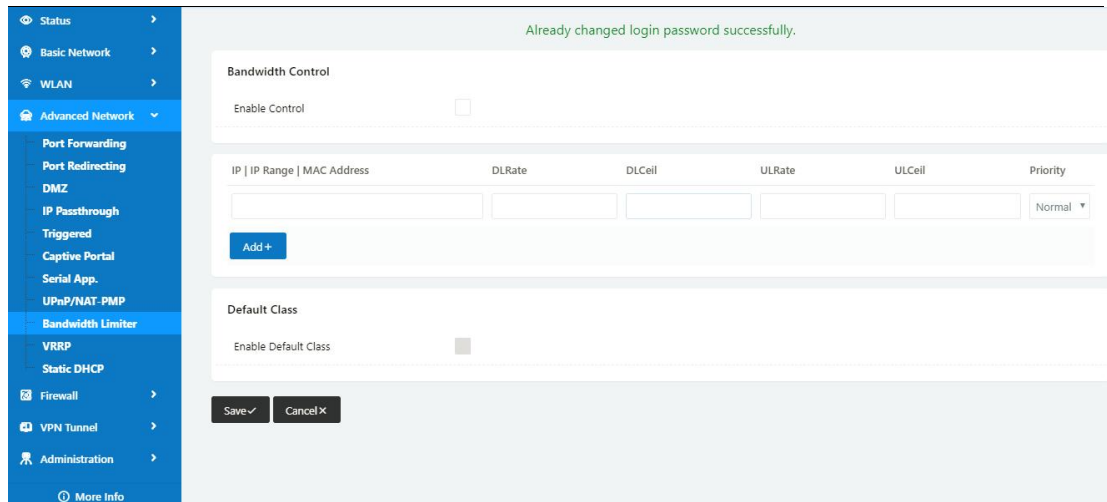 Status
Basic Network
WLAN
Advanced Network
Port Forwarding
Port Redirecting
DMZ
IP Passthrough
Triggered
Captive Portal
Serial App.
UPnP/NAT-PMP
Bandwidth Limiter
VRRP
Static DHCP
Firewall
VPN Tunnel
Administration
More Info
Already changed login password successfully.
Bandwidth Control
Enable Control
IP | IP Range | MAC Address DLRate DLCeil ULRate ULCeil Priority
Normal
Add +
Default Class
Enable Default Class
Save Cancel